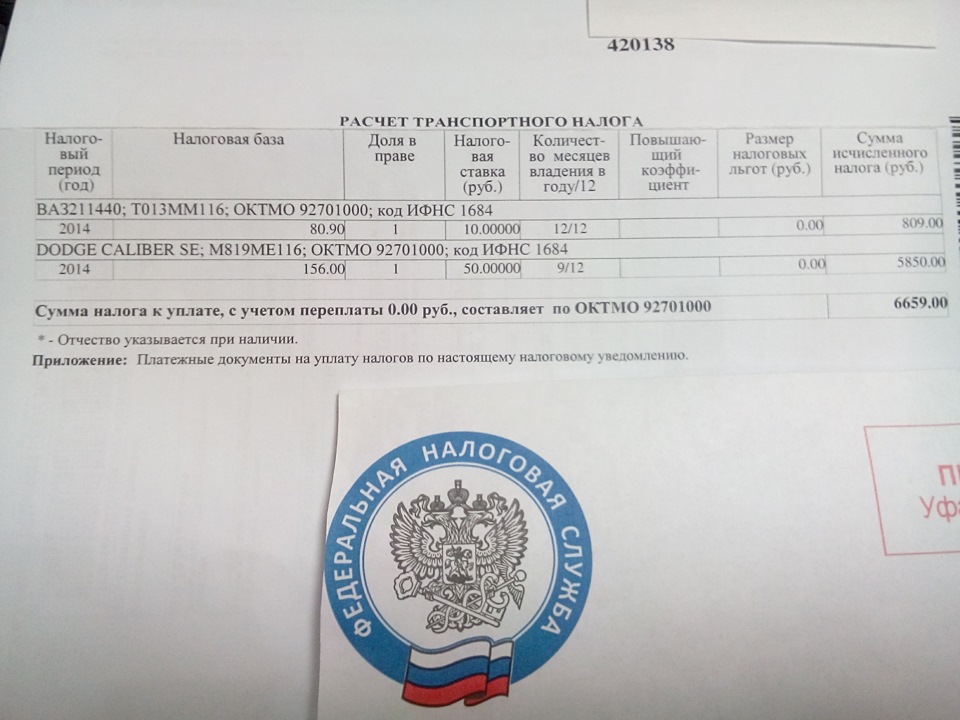 420138
РАСЧЕТ ТРАНСПОРТНОГО НАЛОГА
Налого-
вый
период
(год)
Налоговая база
Доля в
праве
Налого-
вая
ставка
(руб.)
Количест-
во месяцев
владения в
году/12
Повышаю-
щий
коэффи-
циент
Размер
налоговых
льгот (руб.)
Сумма
исчисленного
налога (руб.)
ВАЗ211440; Т013ММ116; ОКТМО 92701000; код ИФНС 1684
2014 80.90 1 10.00000 12/12 0.00 809.00
DODGE CALIBER SE; М819МЕ116; ОКТМО 92701000; код ИФНС 1684
2014 156.00 1 50.00000 9/12 0.00 5850.00
Сумма налога к уплате, с учетом переплаты 0.00 руб., составляет по ОКТМО 92701000 6659.00
* - Отчество указывается при наличии.
Приложение: Платежные документы на уплату налогов по настоящему налоговому уведомлению.
ФЕДЕРАЛЬНАЯ НАЛОГОВАЯ СЛУЖБА